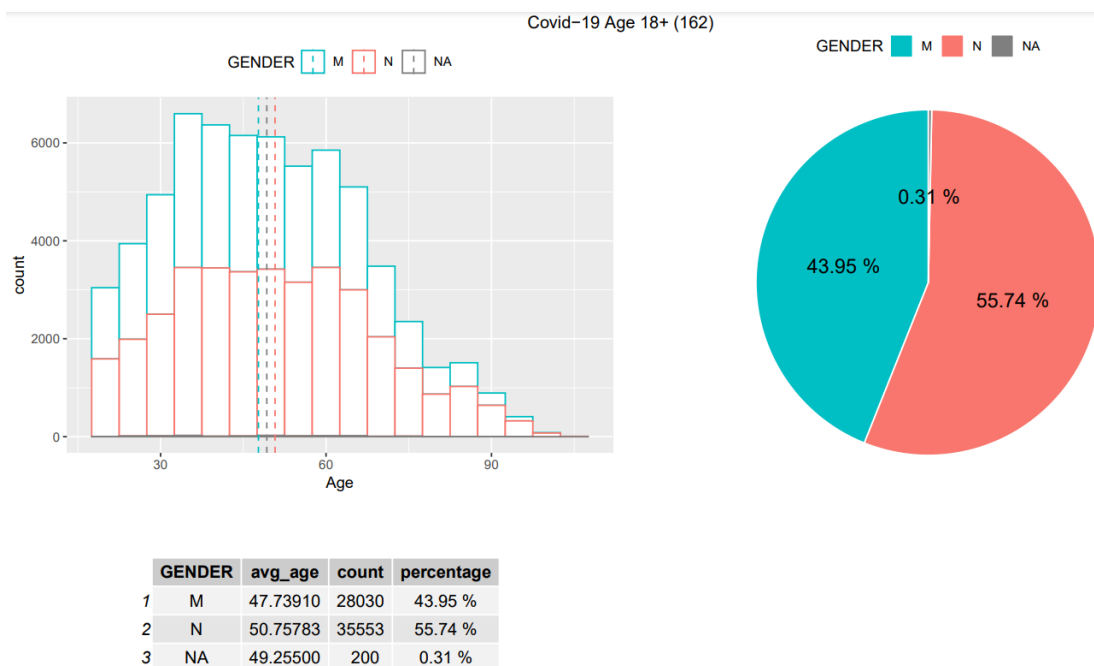 Covid−19 Age 18+ (162)
GENDER M N NA
GENDER M N NA
6000
4000
2000
0
count
30 60 90
Age
0.31 %
43.95 %
55.74 %
GENDER avg_age count percentage
1 M 47.73910 28030 43.95 %
2 N 50.75783 35553 55.74 %
3 NA 49.25500 200 0.31 %